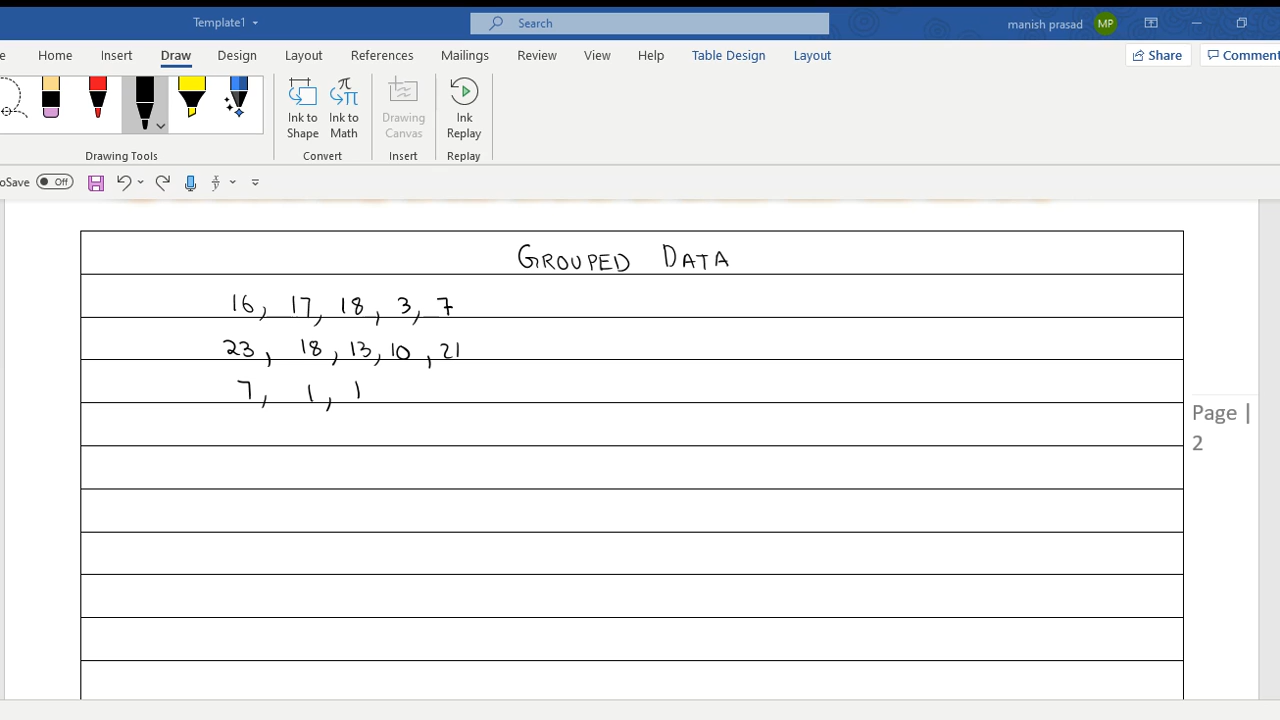 Template1
Search
manish prasad
MP
Home
Insert
Draw
Design
Layout
References
Mailings
Review
View
Help
Table Design
Layout
Share
Comment
Ink to Shape
Ink to Math
Drawing Canvas
Ink Replay
Drawing Tools
Convert
Insert
Replay
oSave
Off
GROUPED DATA
16, 17, 18, 3, 7
23, 18, 13, 10, 21
7, 1, 1
Page |
2